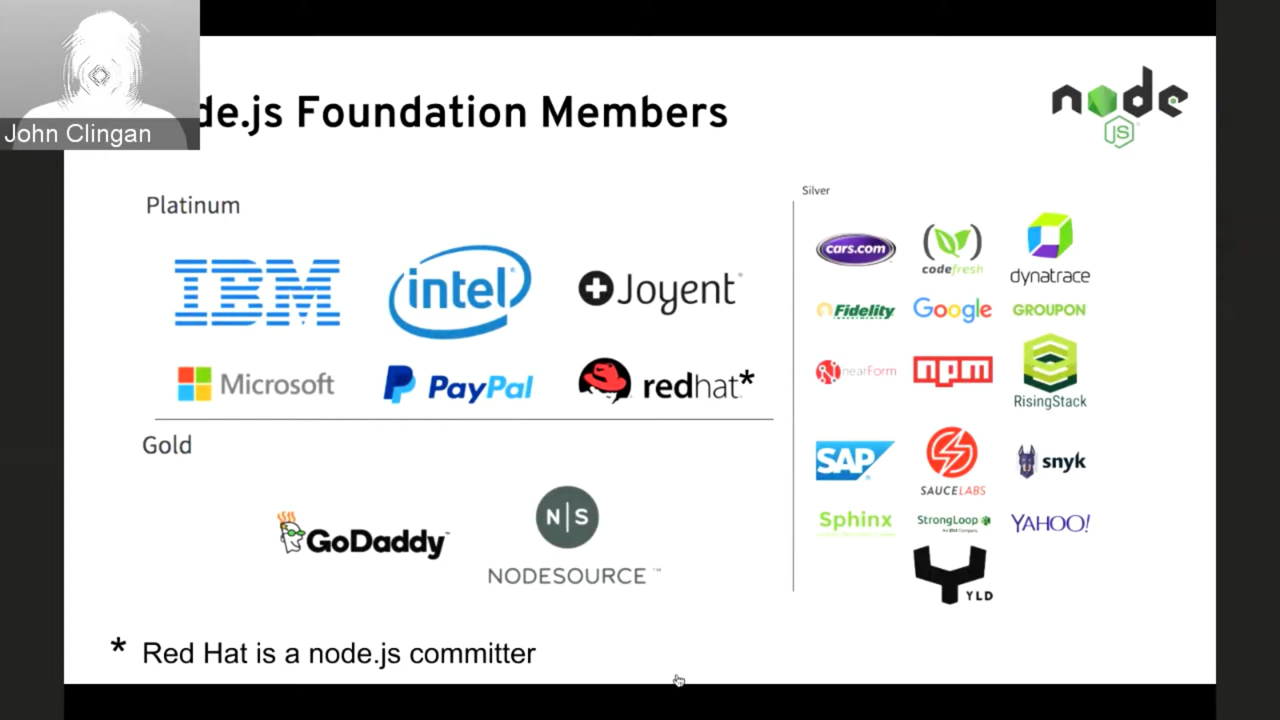 John Clingan
de.js Foundation Members
node
JS
Platinum
IBM
intel
Joyent
Microsoft
PayPal
redhat*
Gold
GoDaddy™
N|S
NODESOURCE™
Silver
cars.com
codefresh
dynatrace
Fidelity
Google
GROUPON
nearForm
npm
RisingStack
SAP
SAUCELABS
snyk
Sphinx
StrongLoop
YAHOO!
YLD
* Red Hat is a node.js committer